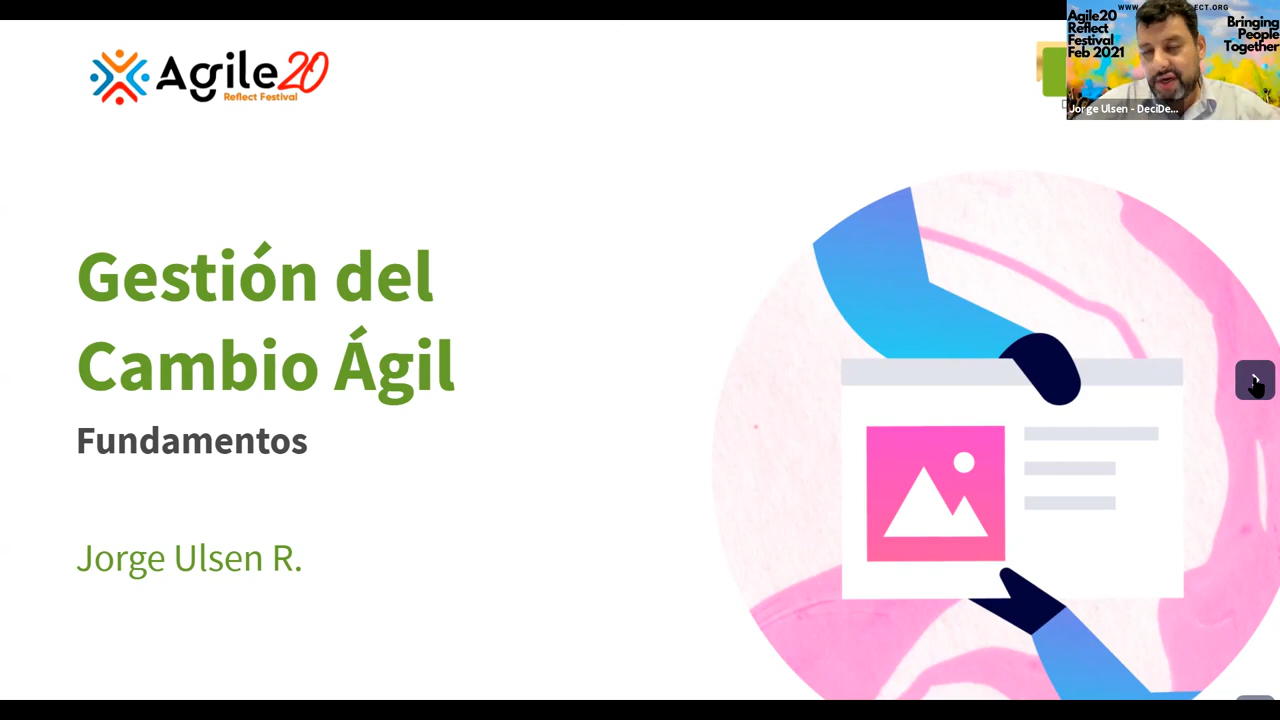 Agile20
Reflect Festival
Gestión del
Cambio Ágil
Fundamentos
Jorge Ulsen R.
Agile20
Reflect
Festival
Feb 2021
Bringing
People
Together
Jorge Ulsen - DeciDe...